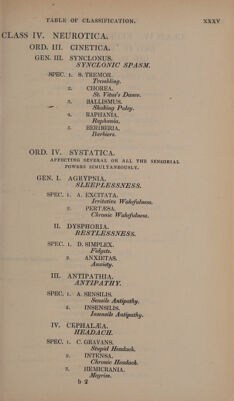 TABLE OF CLASSIFICATION. XXXV
CLASS IV. NEUROTICA.
ORD. III. CINETICA.
GEN. III. SYNCLONUS.
SYNCLONIC SPASM.
SPEC. 1. S. TREMOR.
Trembling.
2. CHOREA.
St. Vitus's Dance.
3. BALLISMUS.
Shaking Palsy.
4. RAPHANIA.
Raphania.
5. BERIBERIA.
Barbiers.
ORD. IV. SYSTATICA.
AFFECTING SEVERAL OR ALL THE SENSORIAL
POWERS SIMULTANEOUSLY.
GEN. I. AGRYPNIA.
SLEEPLESSNESS.
SPEC. 1. A. EXCITATA.
Irritative Wakefulness.
2. PERTÆSA.
Chronic Wakefulness.
II. DYSPHORIA.
RESTLESSNESS.
SPEC. 1. D. SIMPLEX.
Fidgets.
2. ANXIETAS.
Anxiety.
III. ANTIPATHIA.
ANTIPATHY.
SPEC. 1. A. SENSILIS.
Sensile Antipathy.
2. INSENSILIS.
Insensile Antipathy.
IV. CEPHALÆA.
HEADACH.
SPEC. 1. C. GRAVANS.
Stupid Headach.
2. INTENSA.
Chronic Headach.
3. HEMICRANIA.
Megrim.
b 2